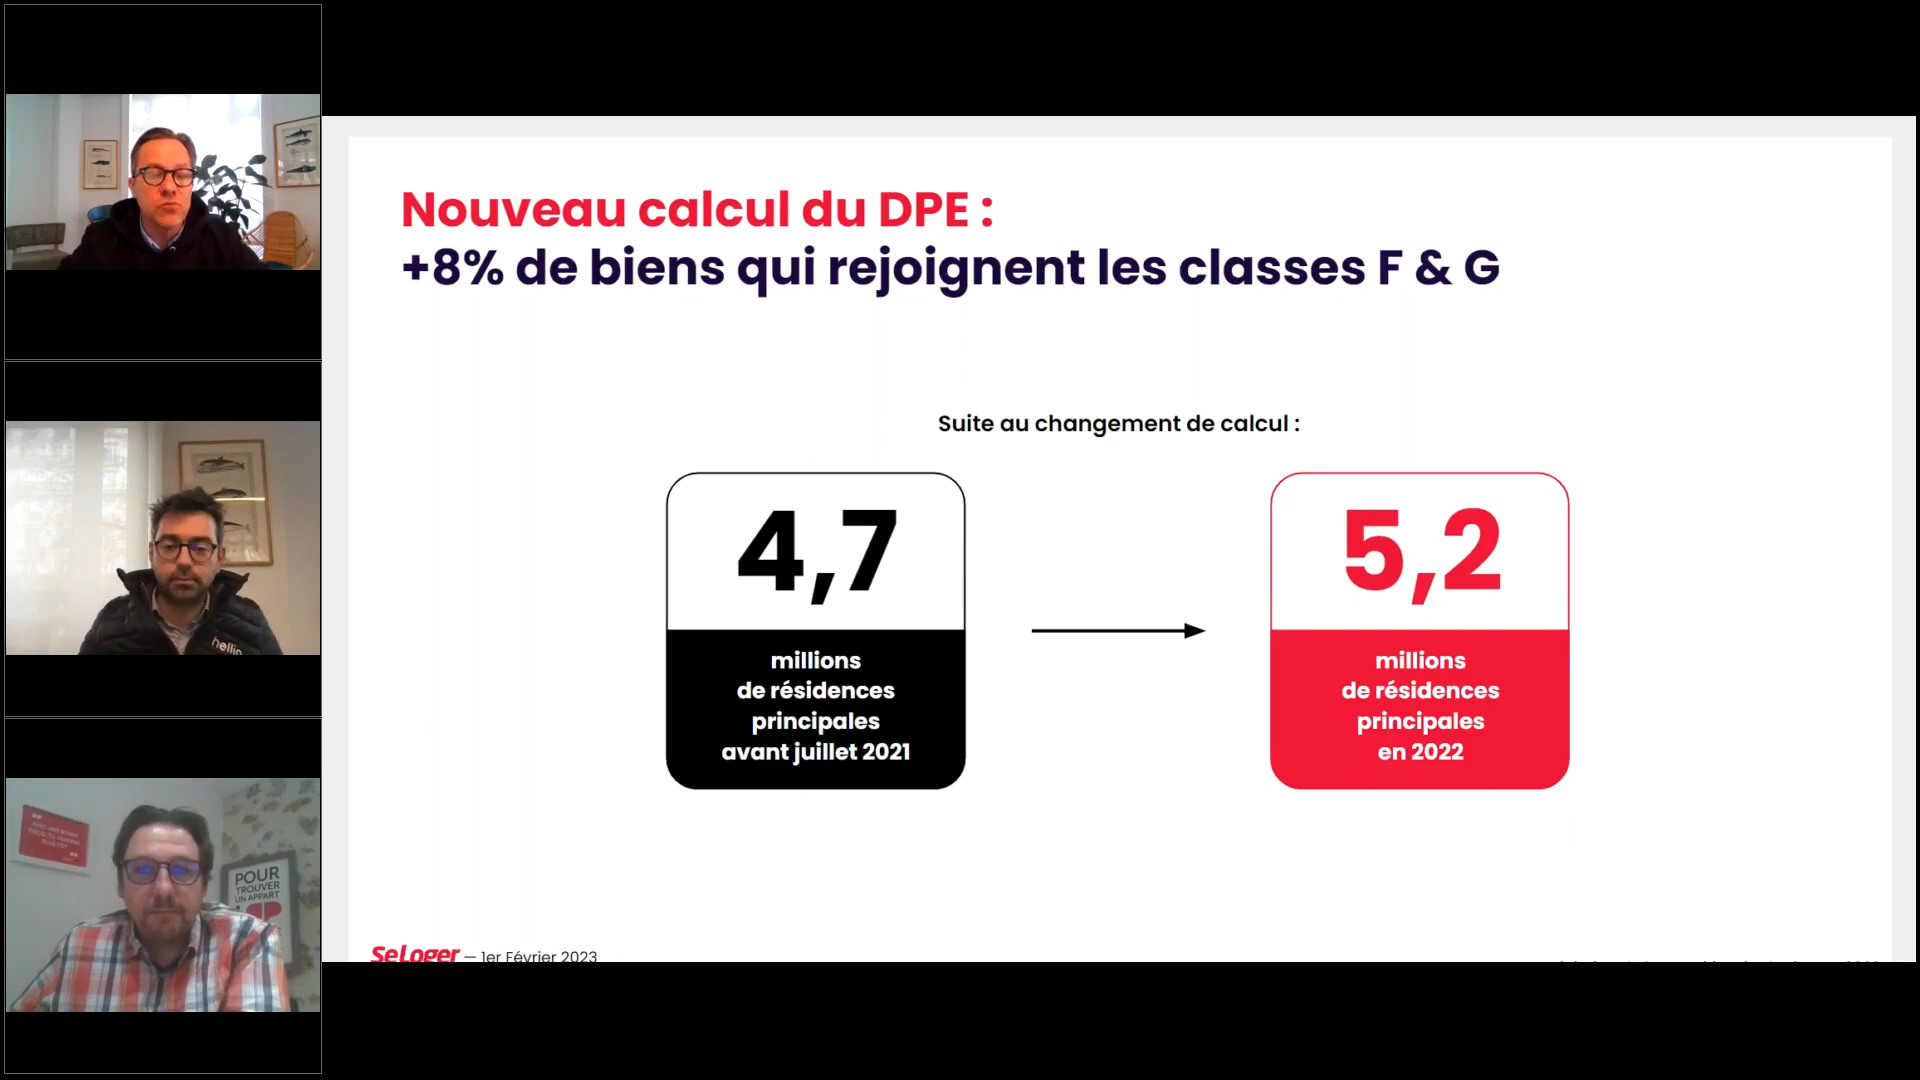 Nouveau calcul du DPE :
+8% de biens qui rejoignent les classes F & G
Suite au changement de calcul :
4,7
millions
de résidences
principales
avant juillet 2021
5,2
millions
de résidences
principales
en 2022
SeLoger — 1er Février 2023
hellio
POUR
TROUVER
UN APPART